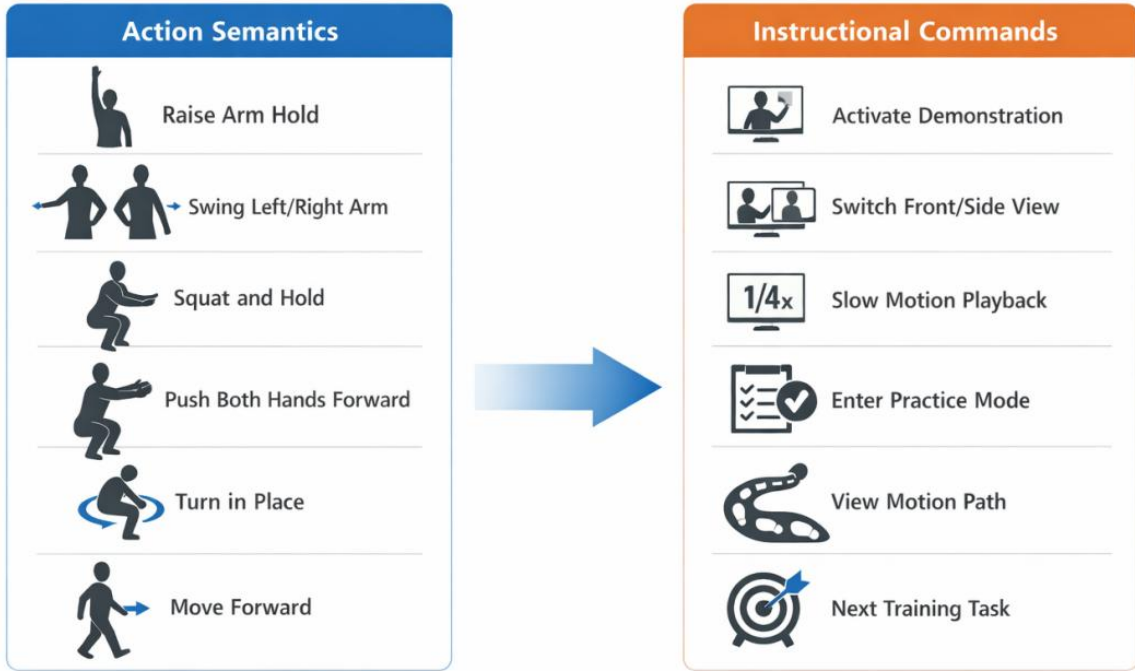 Action Semantics
Raise Arm Hold
Swing Left/Right Arm
Squat and Hold
Push Both Hands Forward
Turn in Place
Move Forward
Instructional Commands
Activate Demonstration
Switch Front/Side View
1/4x
Slow Motion Playback
Enter Practice Mode
View Motion Path
Next Training Task